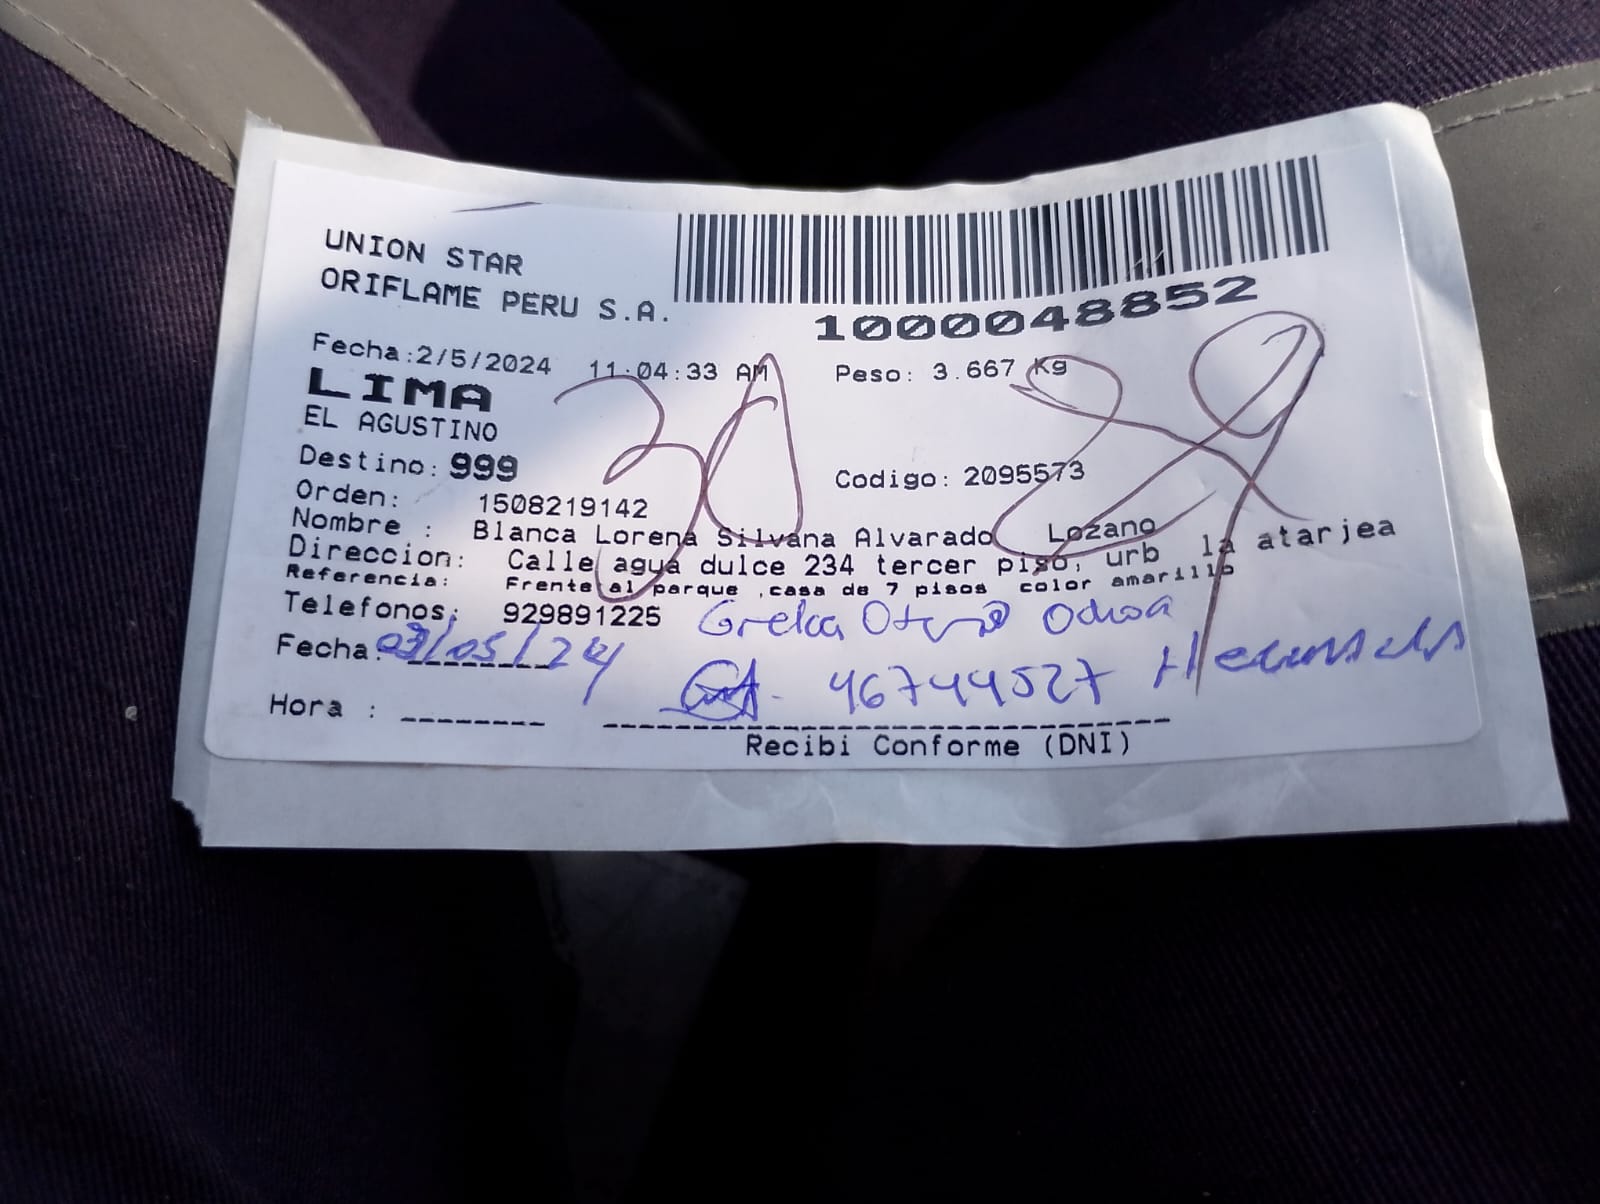 UNION STAR
ORIFLAME PERU S.A.
1000048852
Fecha:2/5/2024 11:04:33 AM Peso: 3.667 Kg
LIMA
EL AGUSTINO
30 29
Destino: 999 Codigo: 2095573
Orden: 1508219142
Nombre : Blanca Lorena Silvana Alvarado Lozano
Direccion: Calle agua dulce 234 tercer piso, urb la atarjea
Referencia: Frente al parque ,casa de 7 pisos color amarillo
Telefonos: 929891225 Ochoa
Fecha: 03/05/24 46744527
Hora :
Recibi Conforme (DNI)